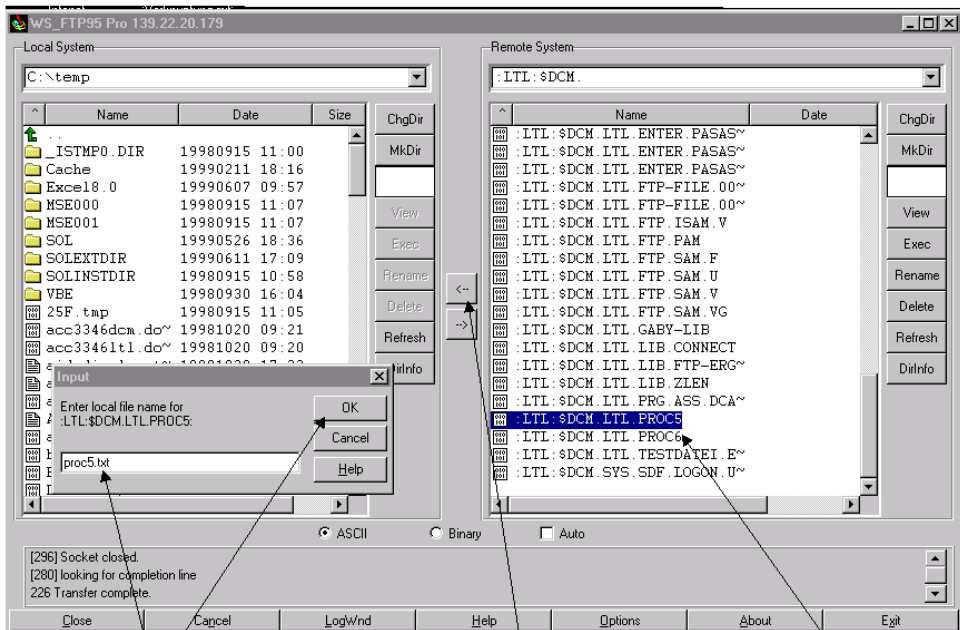 WS_FTP95 Pro 139.22.20.179
Local System
C:\temp
^ Name Date Size
..
_ISTMP0.DIR 19980915 11:00
Cache 19990211 18:16
Excel8.0 19990607 09:57
MSE000 19980915 11:07
MSE001 19980915 11:07
SOL 19990526 18:36
SOLEXTDIR 19990611 17:09
SOLINSTDIR 19980915 10:58
VBE 19980930 16:04
25F.tmp 19980915 11:05
acc3346dcm.do~ 19981020 09:21
acc3346ltl.do~ 19981020 09:20
ChgDir
MkDir
View
Exec
Rename
Delete
Refresh
DirInfo
Input
Enter local file name for
:LTL:$DCM.LTL.PROC5:
proc5.txt
OK
Cancel
Help
<--
-->
Remote System
:LTL:$DCM.
^ Name Date
:LTL:$DCM.LTL.ENTER.PASAS~
:LTL:$DCM.LTL.ENTER.PASAS~
:LTL:$DCM.LTL.ENTER.PASAS~
:LTL:$DCM.LTL.FTP-FILE.00~
:LTL:$DCM.LTL.FTP-FILE.00~
:LTL:$DCM.LTL.FTP.ISAM.V
:LTL:$DCM.LTL.FTP.PAM
:LTL:$DCM.LTL.FTP.SAM.F
:LTL:$DCM.LTL.FTP.SAM.U
:LTL:$DCM.LTL.FTP.SAM.V
:LTL:$DCM.LTL.FTP.SAM.VG
:LTL:$DCM.LTL.GABY-LIB
:LTL:$DCM.LTL.LIB.CONNECT
:LTL:$DCM.LTL.LIB.FTP-ERG~
:LTL:$DCM.LTL.LIB.ZLEN
:LTL:$DCM.LTL.PRG.ASS.DCA~
:LTL:$DCM.LTL.PROC5
:LTL:$DCM.LTL.PROC6
:LTL:$DCM.LTL.TESTDATEI.E~
:LTL:$DCM.SYS.SDF.LOGON.U~
ChgDir
MkDir
View
Exec
Rename
Delete
Refresh
DirInfo
ASCII Binary Auto
[296] Socket closed.
[280] looking for completion line
226 Transfer complete.
Close Cancel LogWnd Help Options About Exit